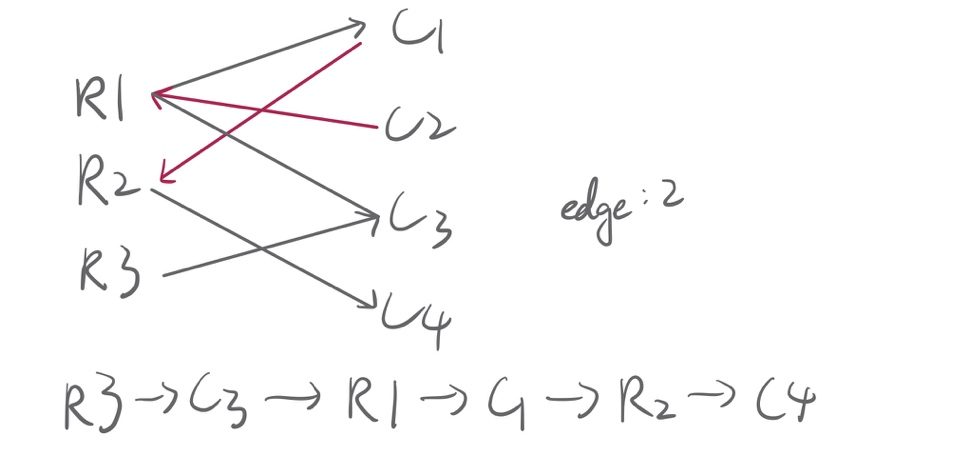 C1
R1
C2
R2
edge: 2
C3
R3
C4
R3 → C3 → R1 → C1 → R2 → C4